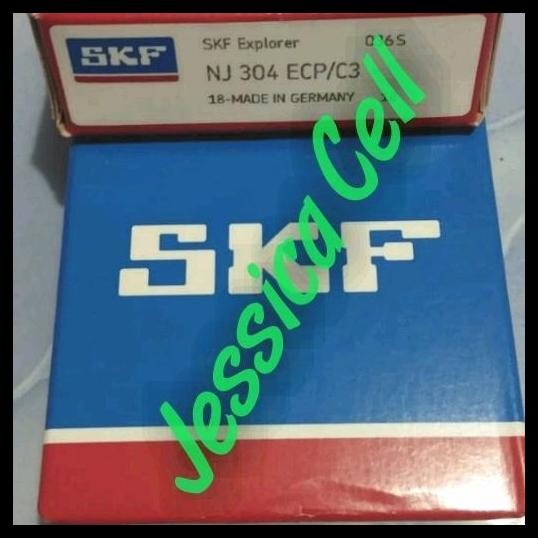 SKF
SKF Explorer
NJ 304 ECP/C3
18-MADE IN GERMANY
SKF
Jessica Cell